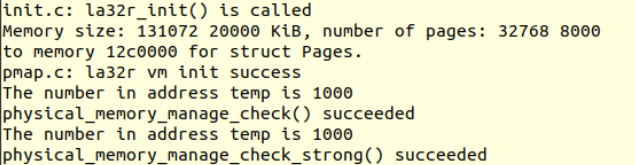 init.c: la32r_init() is called
Memory size: 131072 20000 KiB, number of pages: 32768 8000
to memory 12c0000 for struct Pages.
pmap.c: la32r vm init success
The number in address temp is 1000
physical_memory_manage_check() succeeded
The number in address temp is 1000
physical_memory_manage_check_strong() succeeded